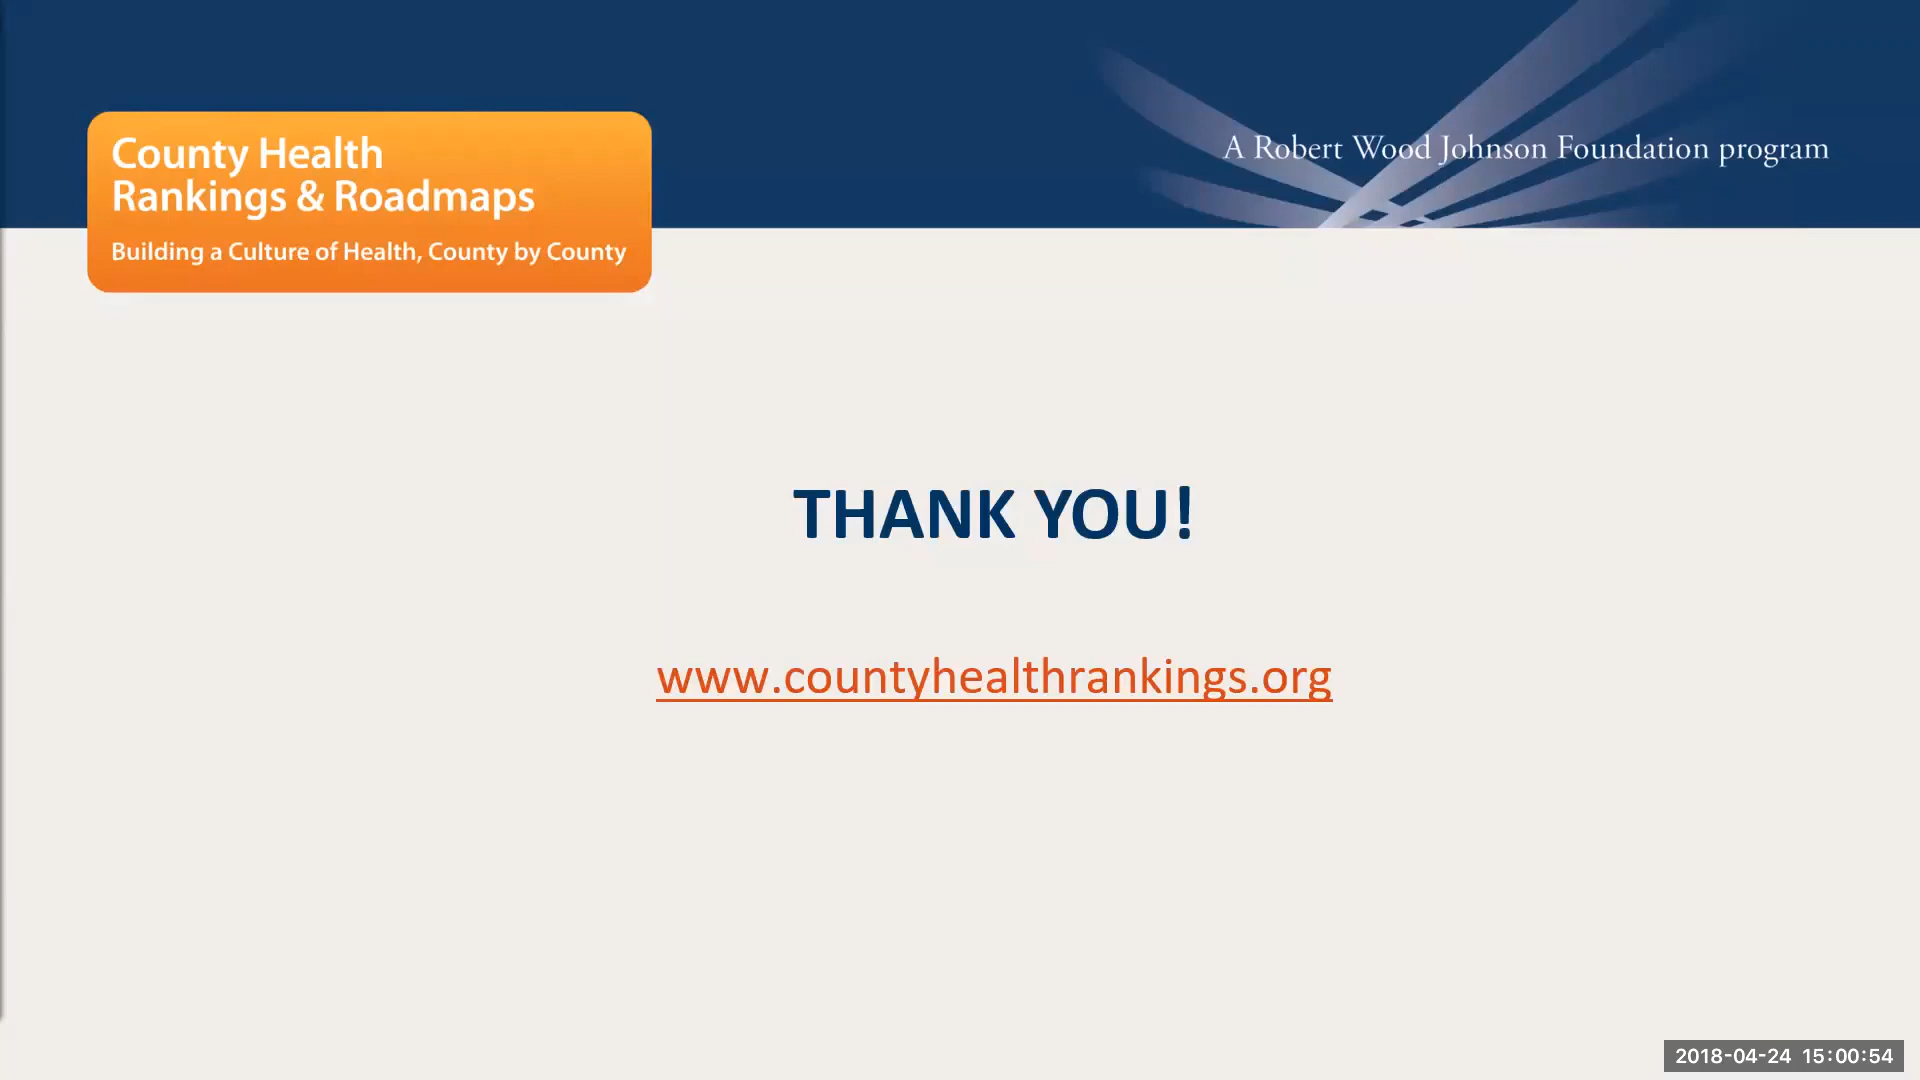 County Health
Rankings & Roadmaps
Building a Culture of Health, County by County
A Robert Wood Johnson Foundation program
THANK YOU!
www.countyhealthrankings.org
2018-04-24 15:00:54